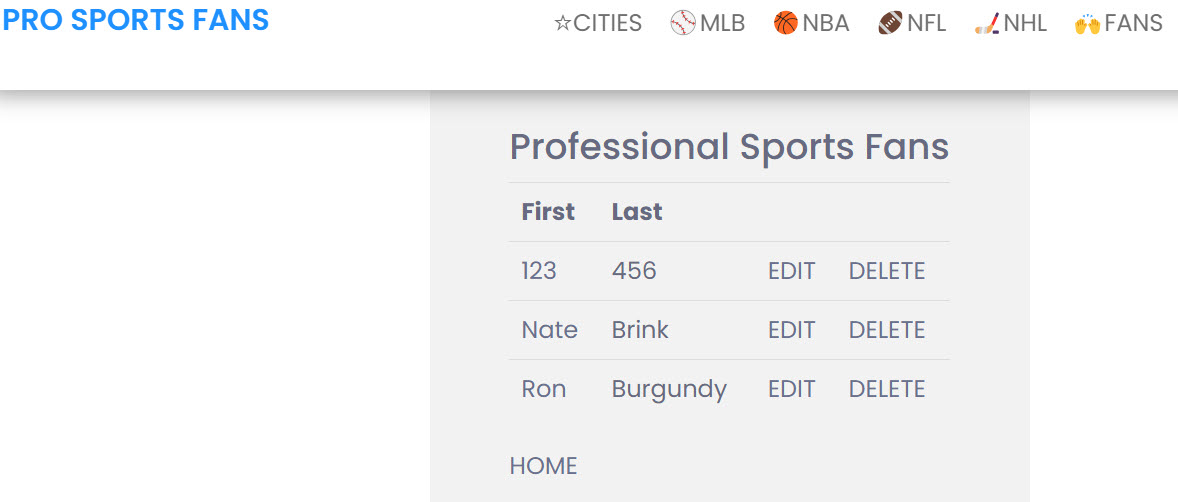 PRO SPORTS FANS ☆CITIES ⚾MLB 🏀NBA 🏈NFL 🏒NHL 🙌FANS
Professional Sports Fans
First Last
123 456 EDIT DELETE
Nate Brink EDIT DELETE
Ron Burgundy EDIT DELETE
HOME